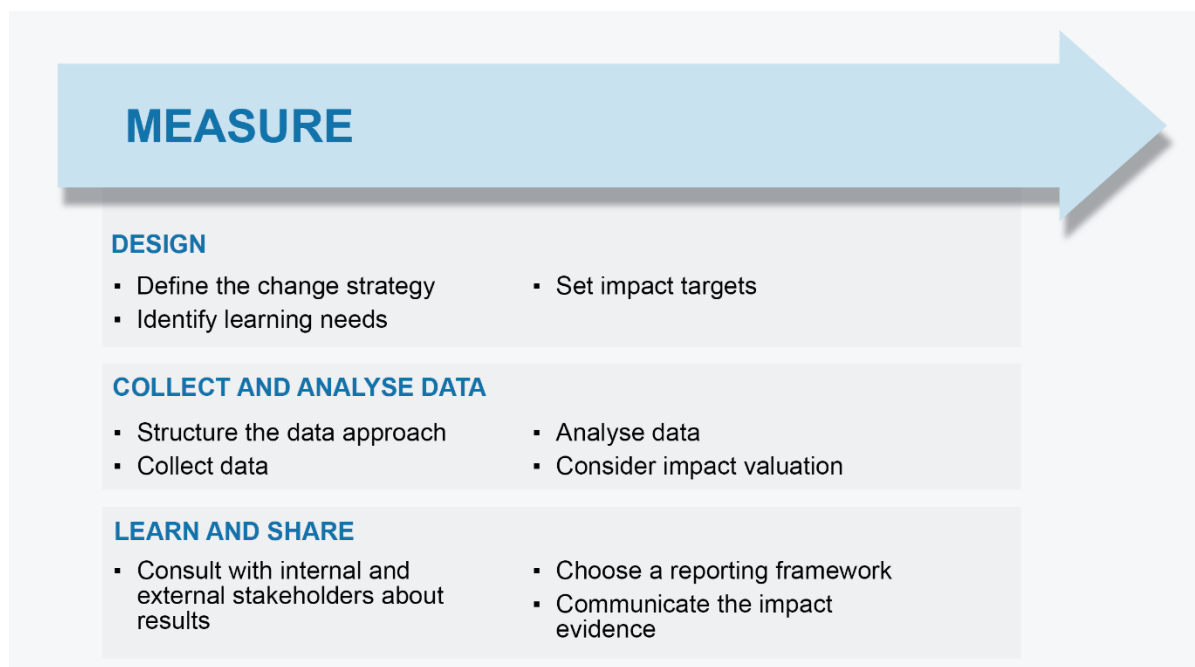 MEASURE
DESIGN
▪ Define the change strategy
▪ Identify learning needs
▪ Set impact targets
COLLECT AND ANALYSE DATA
▪ Structure the data approach
▪ Collect data
▪ Analyse data
▪ Consider impact valuation
LEARN AND SHARE
▪ Consult with internal and
external stakeholders about
results
▪ Choose a reporting framework
▪ Communicate the impact
evidence